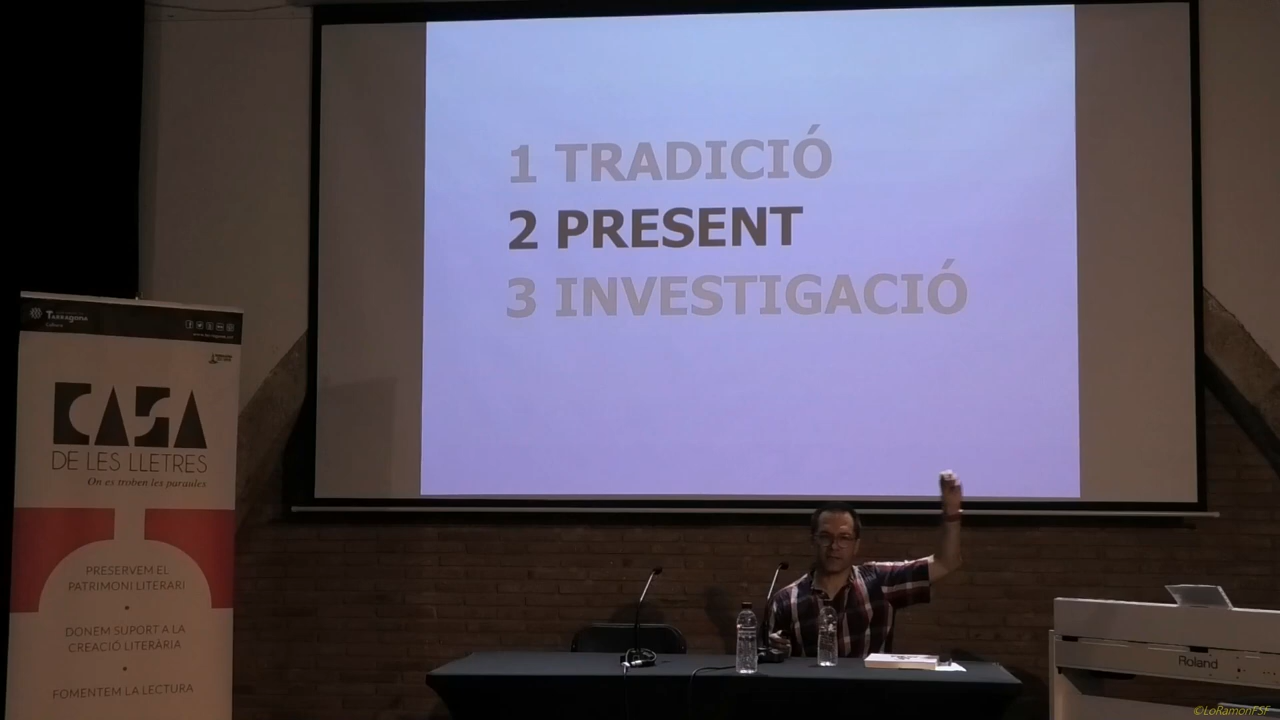 1 TRADICIÓ
2 PRESENT
3 INVESTIGACIÓ
TARRAGONA
Cultura
CASA
DE LES LLETRES
On es troben les paraules
PRESERVEM EL
PATRIMONI LITERARI
DONEM SUPORT A LA
CREACIÓ LITERÀRIA
FOMENTEM LA LECTURA
Roland
©LoRamonFSF